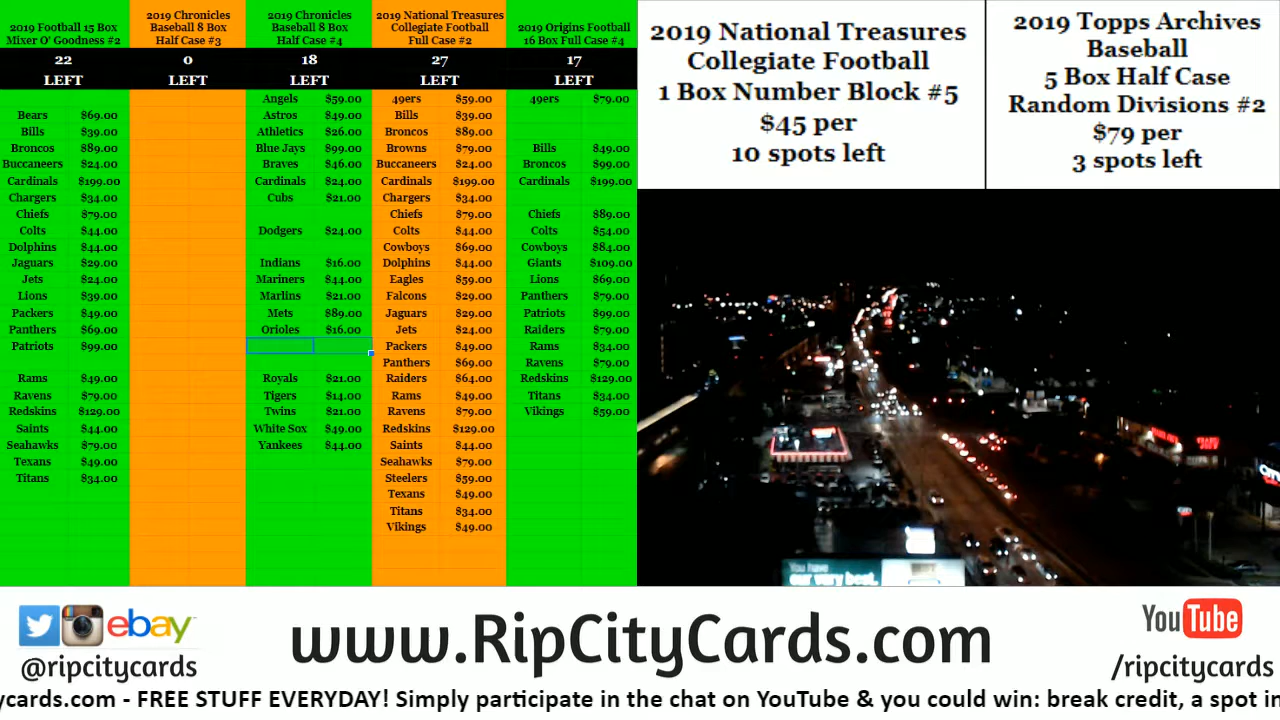 2019 Football 15 Box
Mixer O' Goodness #2
22
LEFT
Bears $69.00
Bills $39.00
Broncos $89.00
Buccaneers $24.00
Cardinals $199.00
Chargers $34.00
Chiefs $79.00
Colts $44.00
Dolphins $44.00
Jaguars $29.00
Jets $24.00
Lions $39.00
Packers $49.00
Panthers $69.00
Patriots $99.00
Rams $49.00
Ravens $79.00
Redskins $129.00
Saints $44.00
Seahawks $79.00
Texans $49.00
Titans $34.00
2019 Chronicles
Baseball 8 Box
Half Case #3
0
LEFT
2019 Chronicles
Baseball 8 Box
Half Case #4
18
LEFT
Angels $59.00
Astros $49.00
Athletics $26.00
Blue Jays $99.00
Braves $46.00
Cardinals $24.00
Cubs $21.00
Dodgers $24.00
Indians $16.00
Mariners $44.00
Marlins $21.00
Mets $89.00
Orioles $16.00
Royals $21.00
Tigers $14.00
Twins $21.00
White Sox $49.00
Yankees $44.00
2019 National Treasures
Collegiate Football
Full Case #2
27
LEFT
49ers $59.00
Bills $39.00
Broncos $89.00
Browns $79.00
Buccaneers $24.00
Cardinals $199.00
Chargers $34.00
Chiefs $79.00
Colts $44.00
Cowboys $69.00
Dolphins $44.00
Eagles $59.00
Falcons $29.00
Jaguars $29.00
Jets $24.00
Packers $49.00
Panthers $69.00
Raiders $64.00
Rams $49.00
Ravens $79.00
Redskins $129.00
Saints $44.00
Seahawks $79.00
Steelers $59.00
Texans $49.00
Titans $34.00
Vikings $49.00
2019 Origins Football
16 Box Full Case #4
17
LEFT
49ers $79.00
Bills $49.00
Broncos $99.00
Cardinals $199.00
Chiefs $89.00
Colts $54.00
Cowboys $84.00
Giants $109.00
Lions $69.00
Panthers $79.00
Patriots $99.00
Raiders $79.00
Rams $34.00
Ravens $79.00
Redskins $129.00
Titans $34.00
Vikings $59.00
2019 National Treasures
Collegiate Football
1 Box Number Block #5
$45 per
10 spots left
2019 Topps Archives
Baseball
5 Box Half Case
Random Divisions #2
$79 per
3 spots left
You have
our very best.
ebay
@ripcitycards
www.RipCityCards.com
YouTube
/ripcitycards
ycards.com - FREE STUFF EVERYDAY! Simply participate in the chat on YouTube & you could win: break credit, a spot in